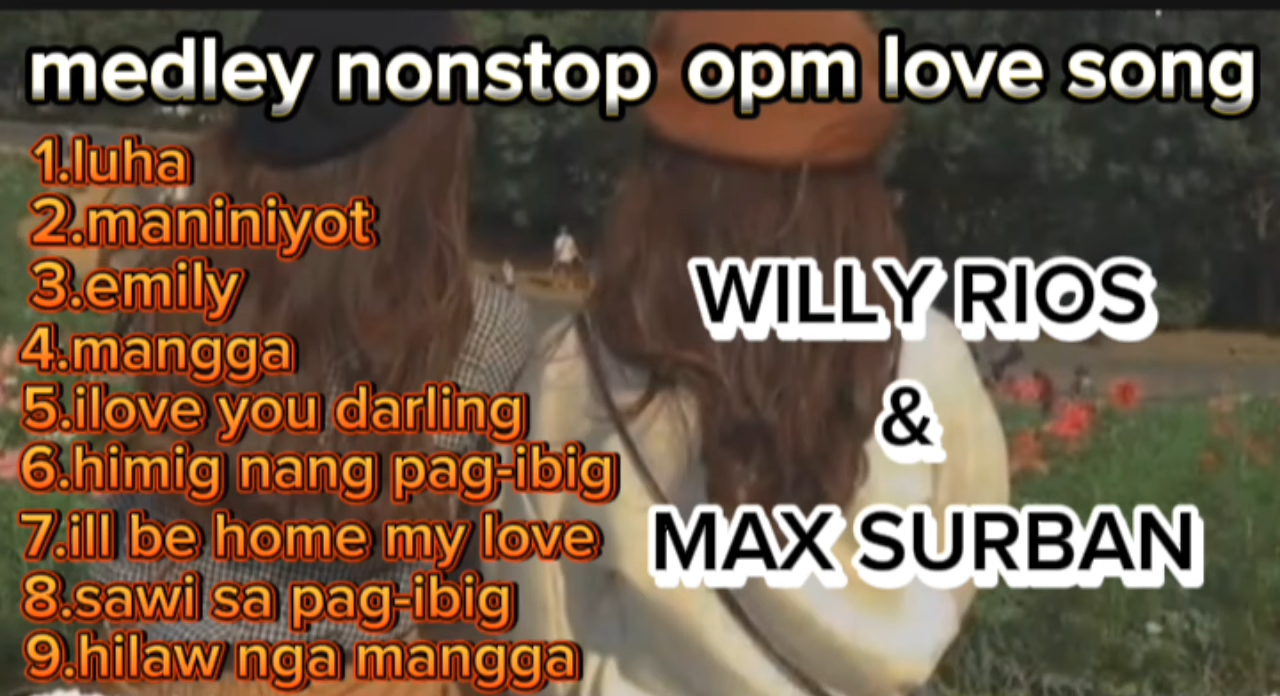 medley nonstop opm love song
1.luha
2.maniniyot
3.emily
4.mangga
5.ilove you darling
6.himig nang pag-ibig
7.ill be home my love
8.sawi sa pag-ibig
9.hilaw nga mangga
WILLY RIOS
&
MAX SURBAN